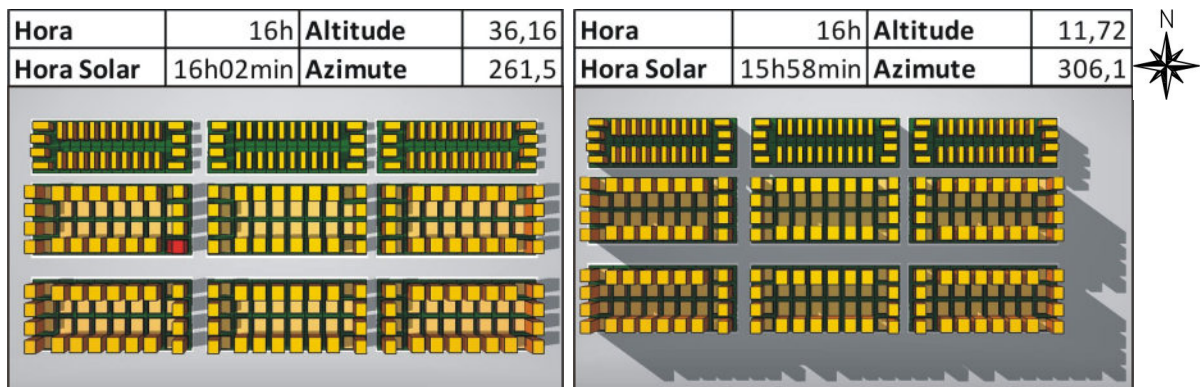 Hora 16h Altitude 36,16
Hora Solar 16h02min Azimute 261,5
Hora 16h Altitude 11,72
Hora Solar 15h58min Azimute 306,1
N